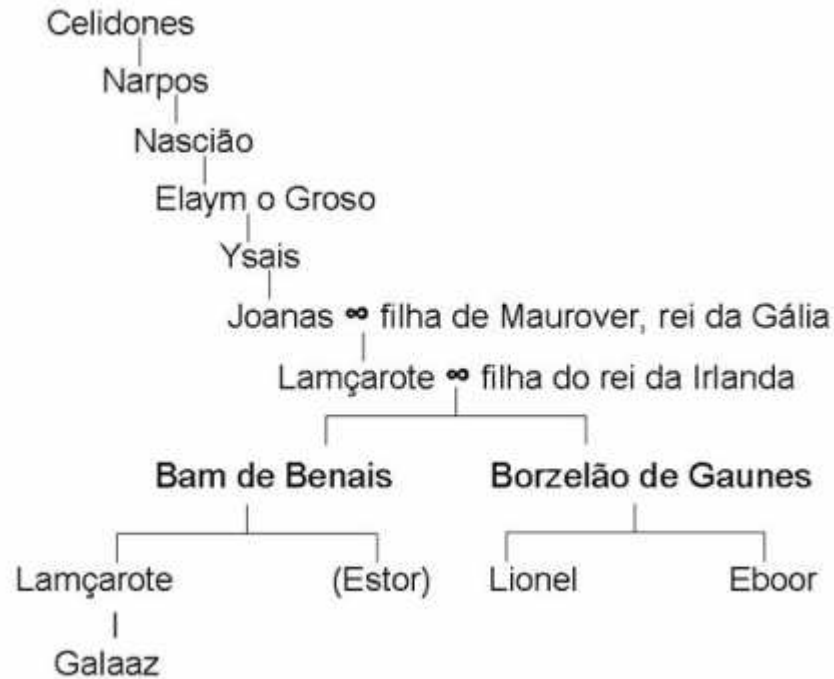 Celidones
Narpos
Nascião
Elaym o Groso
Ysais
Joanas ∞ filha de Maurover, rei da Gália
Lamçarote ∞ filha do rei da Irlanda
Bam de Benais Borzelão de Gaunes
Lamçarote (Estor) Lionel Eboor
Galaaz